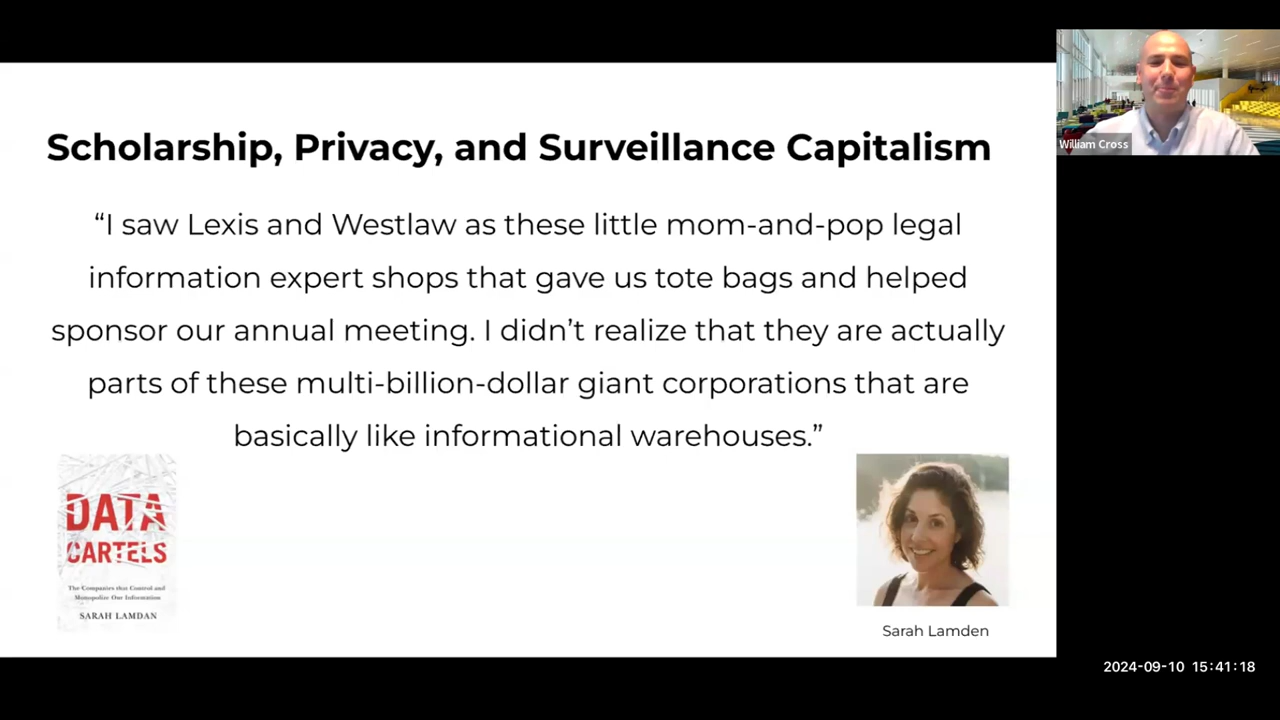 Scholarship, Privacy, and Surveillance Capitalism
“I saw Lexis and Westlaw as these little mom-and-pop legal
information expert shops that gave us tote bags and helped
sponsor our annual meeting. I didn’t realize that they are actually
parts of these multi-billion-dollar giant corporations that are
basically like informational warehouses.”
DATA
CARTELS
The Companies that Control and
Monopolize Our Information
SARAH LAMDAN
Sarah Lamden
William Cross
2024-09-10 15:41:18